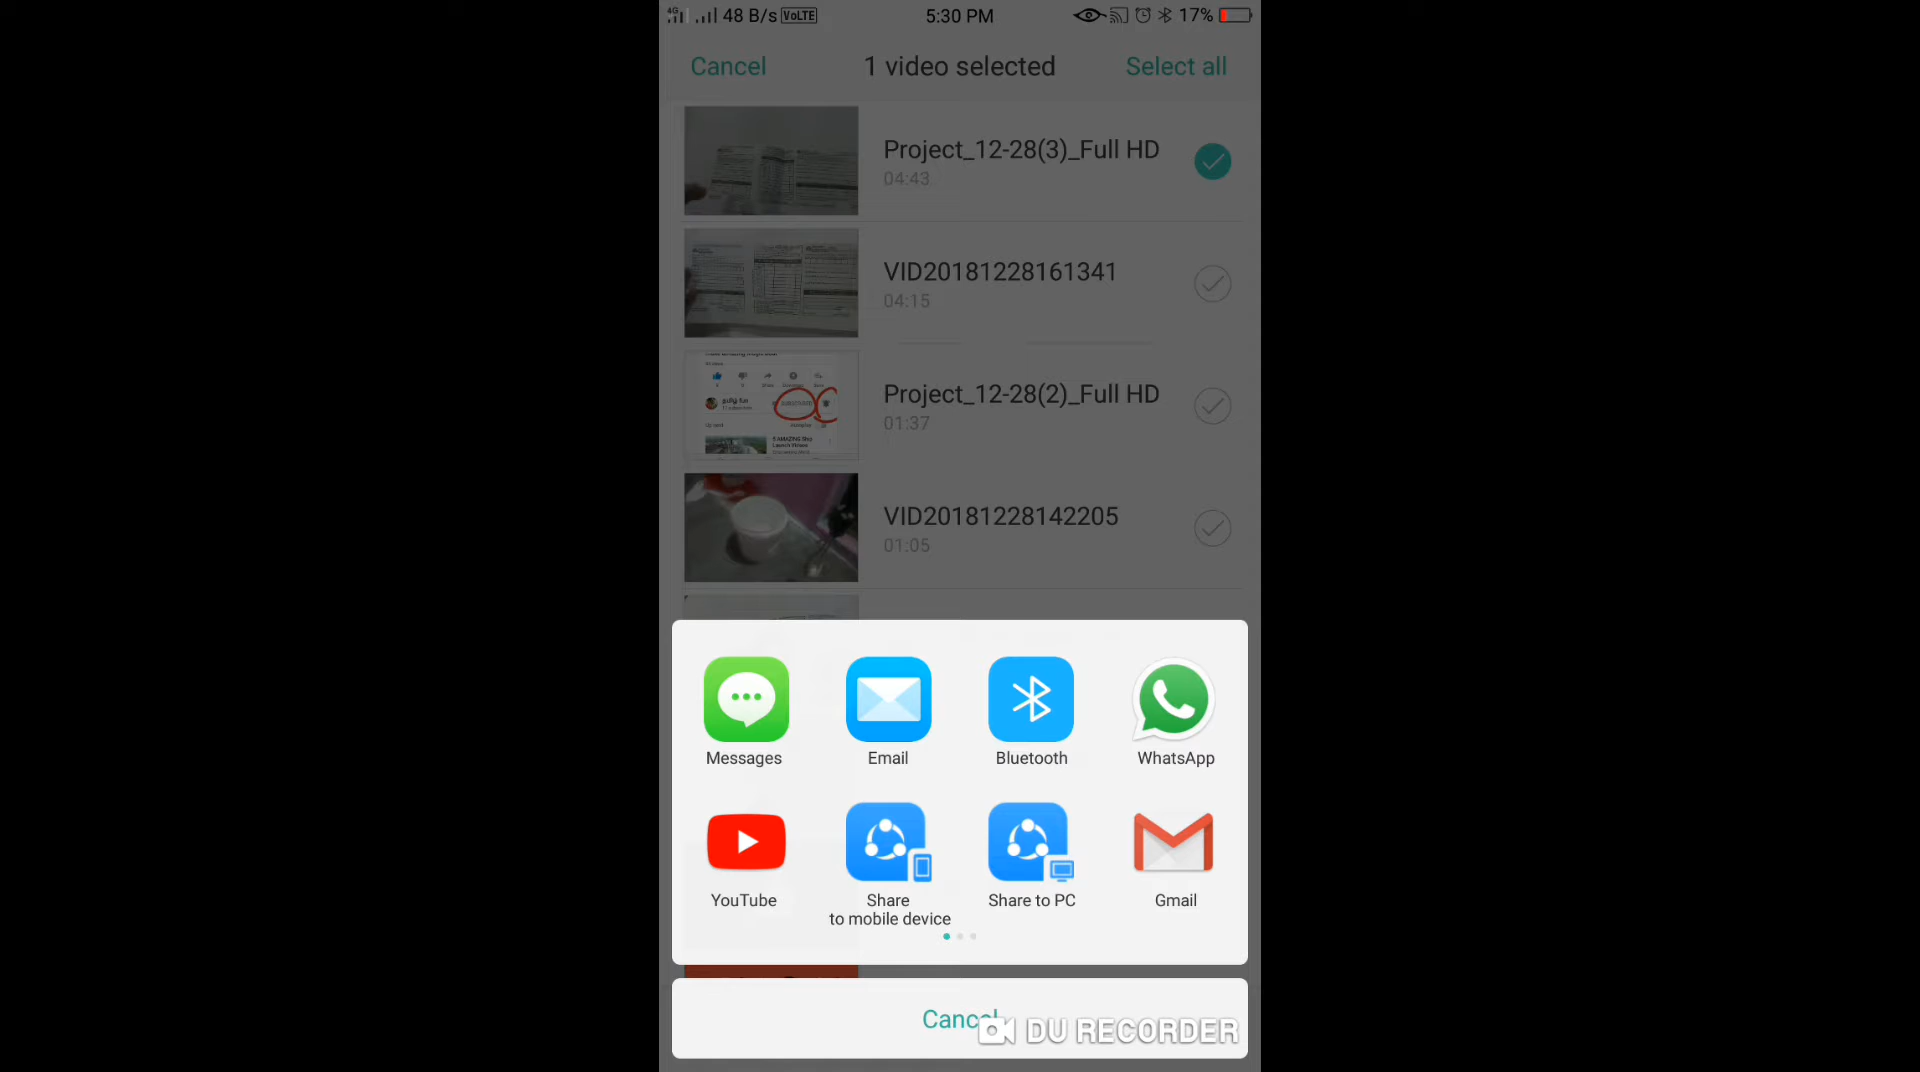 4G 48 B/s VoLTE 5:30 PM 17%
Cancel 1 video selected Select all
Project_12-28(3)_Full HD
04:43
VID20181228161341
04:15
Project_12-28(2)_Full HD
01:37
VID20181228142205
01:05
Messages Email Bluetooth WhatsApp
YouTube Share to mobile device Share to PC Gmail
Cancel
DU RECORDER